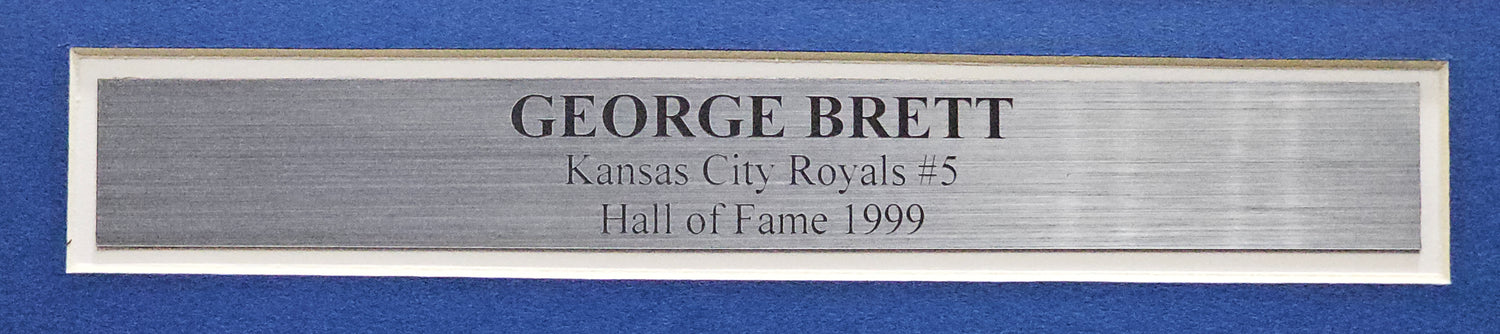 GEORGE BRETT
Kansas City Royals #5
Hall of Fame 1999